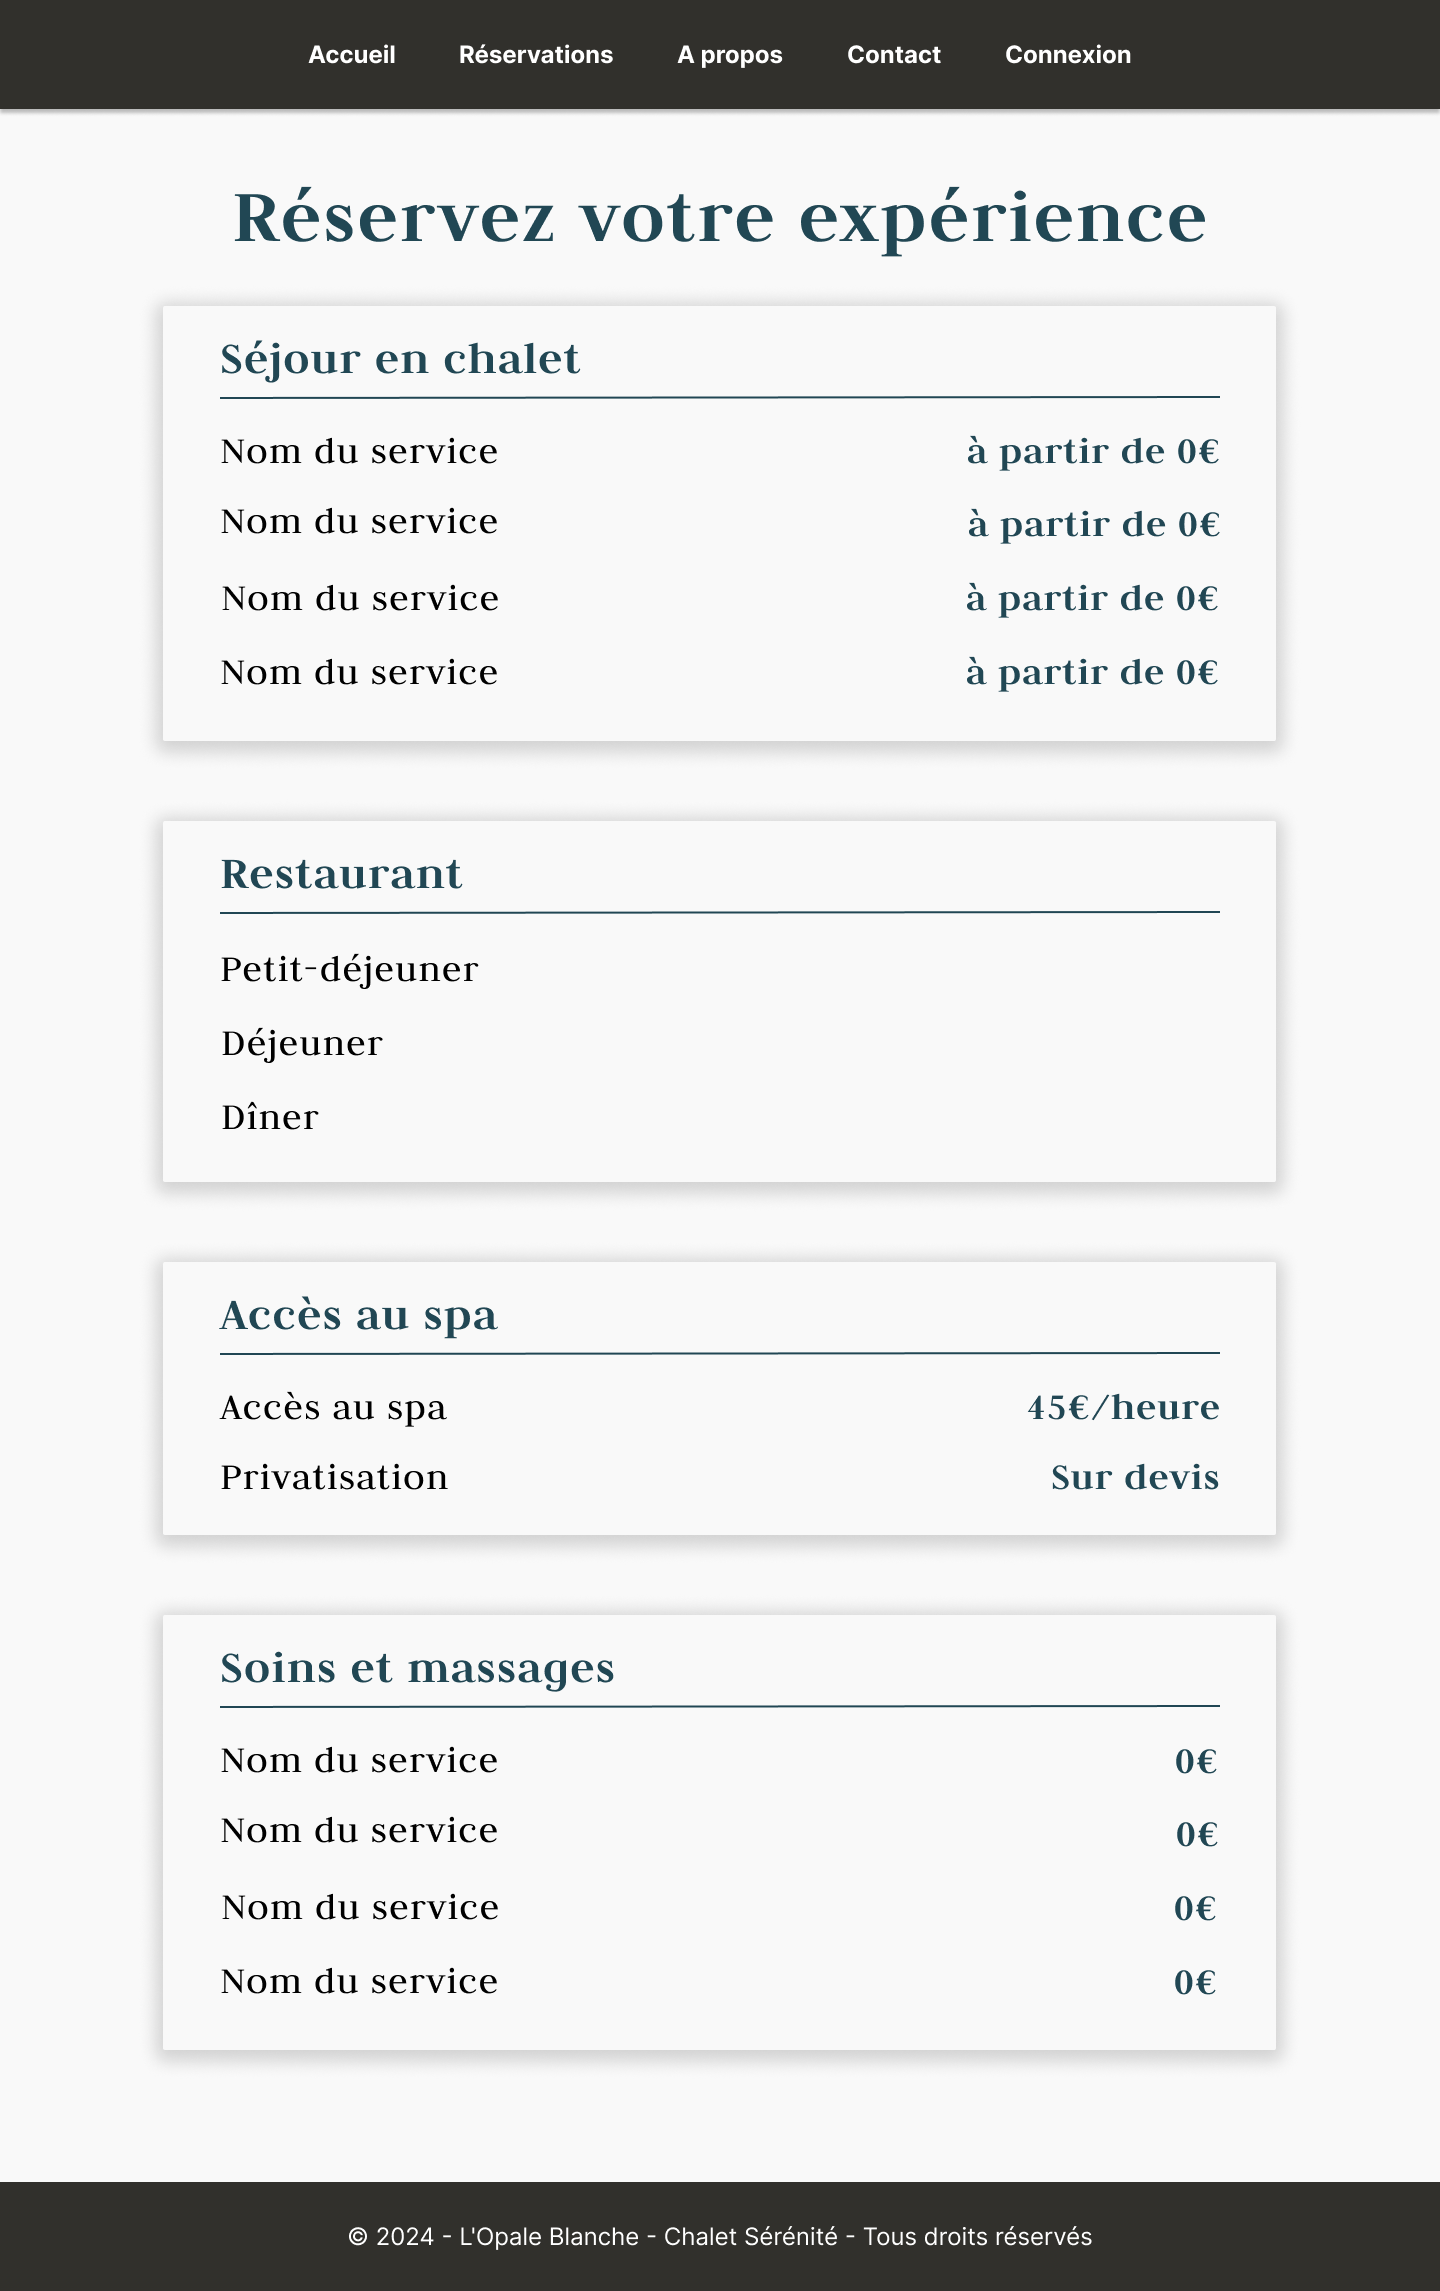 Accueil Réservations A propos Contact Connexion
Réservez votre expérience
Séjour en chalet
Nom du service à partir de 0€
Nom du service à partir de 0€
Nom du service à partir de 0€
Nom du service à partir de 0€
Restaurant
Petit-déjeuner
Déjeuner
Dîner
Accès au spa
Accès au spa 45€/heure
Privatisation Sur devis
Soins et massages
Nom du service 0€
Nom du service 0€
Nom du service 0€
Nom du service 0€
© 2024 - L'Opale Blanche - Chalet Sérénité - Tous droits réservés